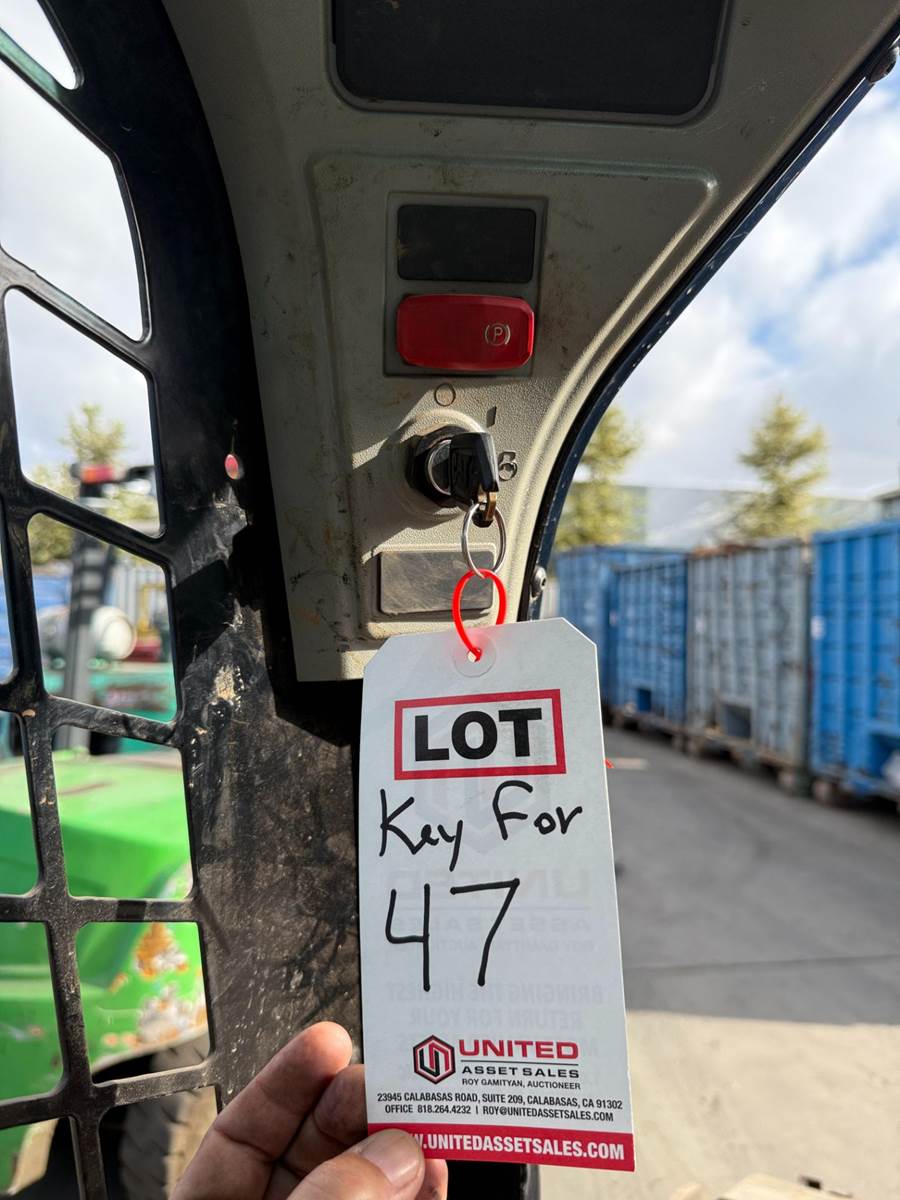 P
CAT
LOT
Key For
47
UNITED
ASSET SALES
ROY GAMITYAN, AUCTIONEER
23945 CALABASAS ROAD, SUITE 209, CALABASAS, CA 91302
OFFICE 818.264.4232 | ROY@UNITEDASSETSALES.COM
W.UNITEDASSETSALES.COM